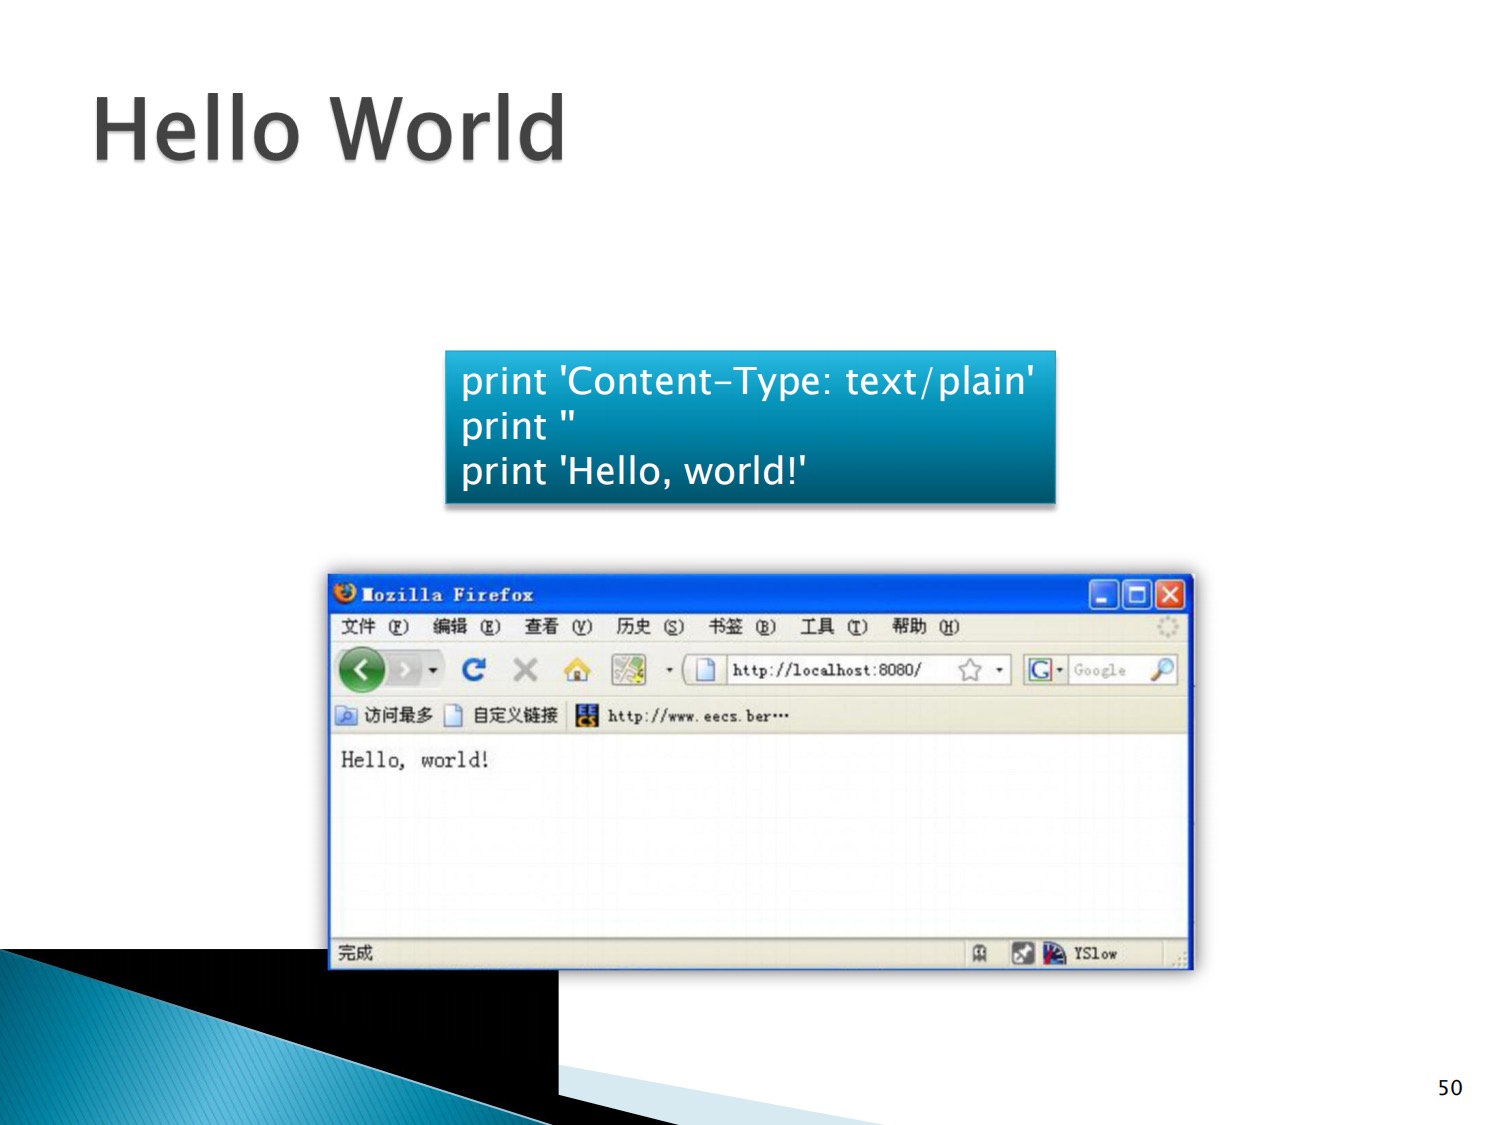 Hello World
print 'Content-Type: text/plain'
print ''
print 'Hello, world!'
Mozilla Firefox
文件 (F) 编辑 (E) 查看 (V) 历史 (S) 书签 (B) 工具 (T) 帮助 (H)
http://localhost:8080/ G Google
访问最多 自定义链接 http://www.eecs.ber…
Hello, world!
完成 YSlow
50